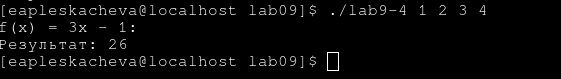 [eapleskacheva@localhost lab09]$ ./lab9-4 1 2 3 4
f(x) = 3x - 1:
Результат: 26
[eapleskacheva@localhost lab09]$